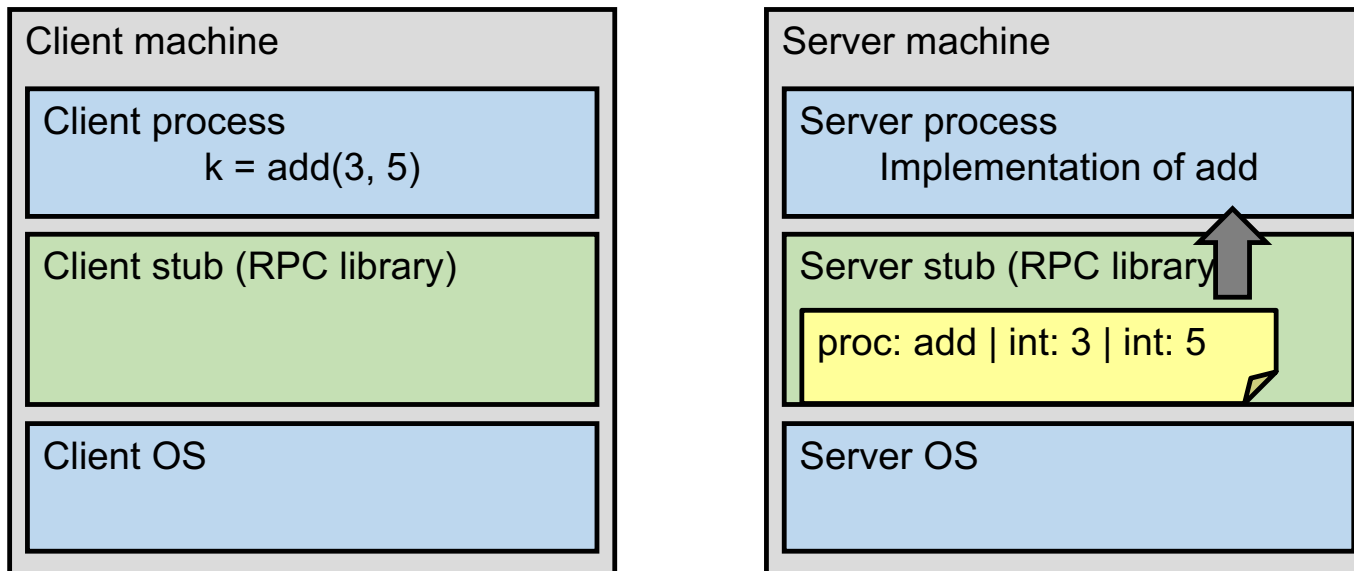 Client machine
Client process
k = add(3, 5)
Client stub (RPC library)
Client OS
Server machine
Server process
Implementation of add
Server stub (RPC library
proc: add | int: 3 | int: 5
Server OS